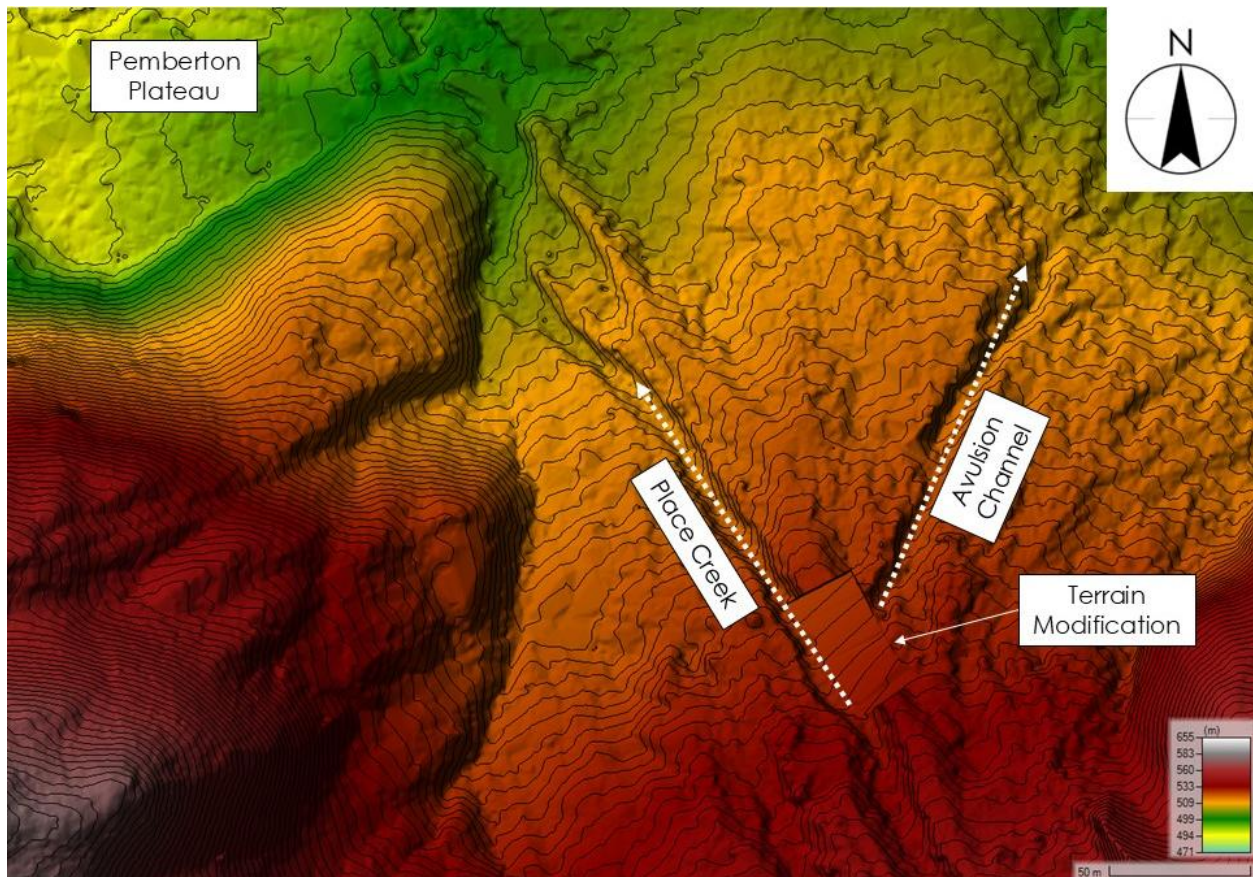 Pemberton
Plateau
N
Place Creek
Avulsion
Channel
Terrain
Modification
(m)
655
583
560
533
509
499
494
471
50 m